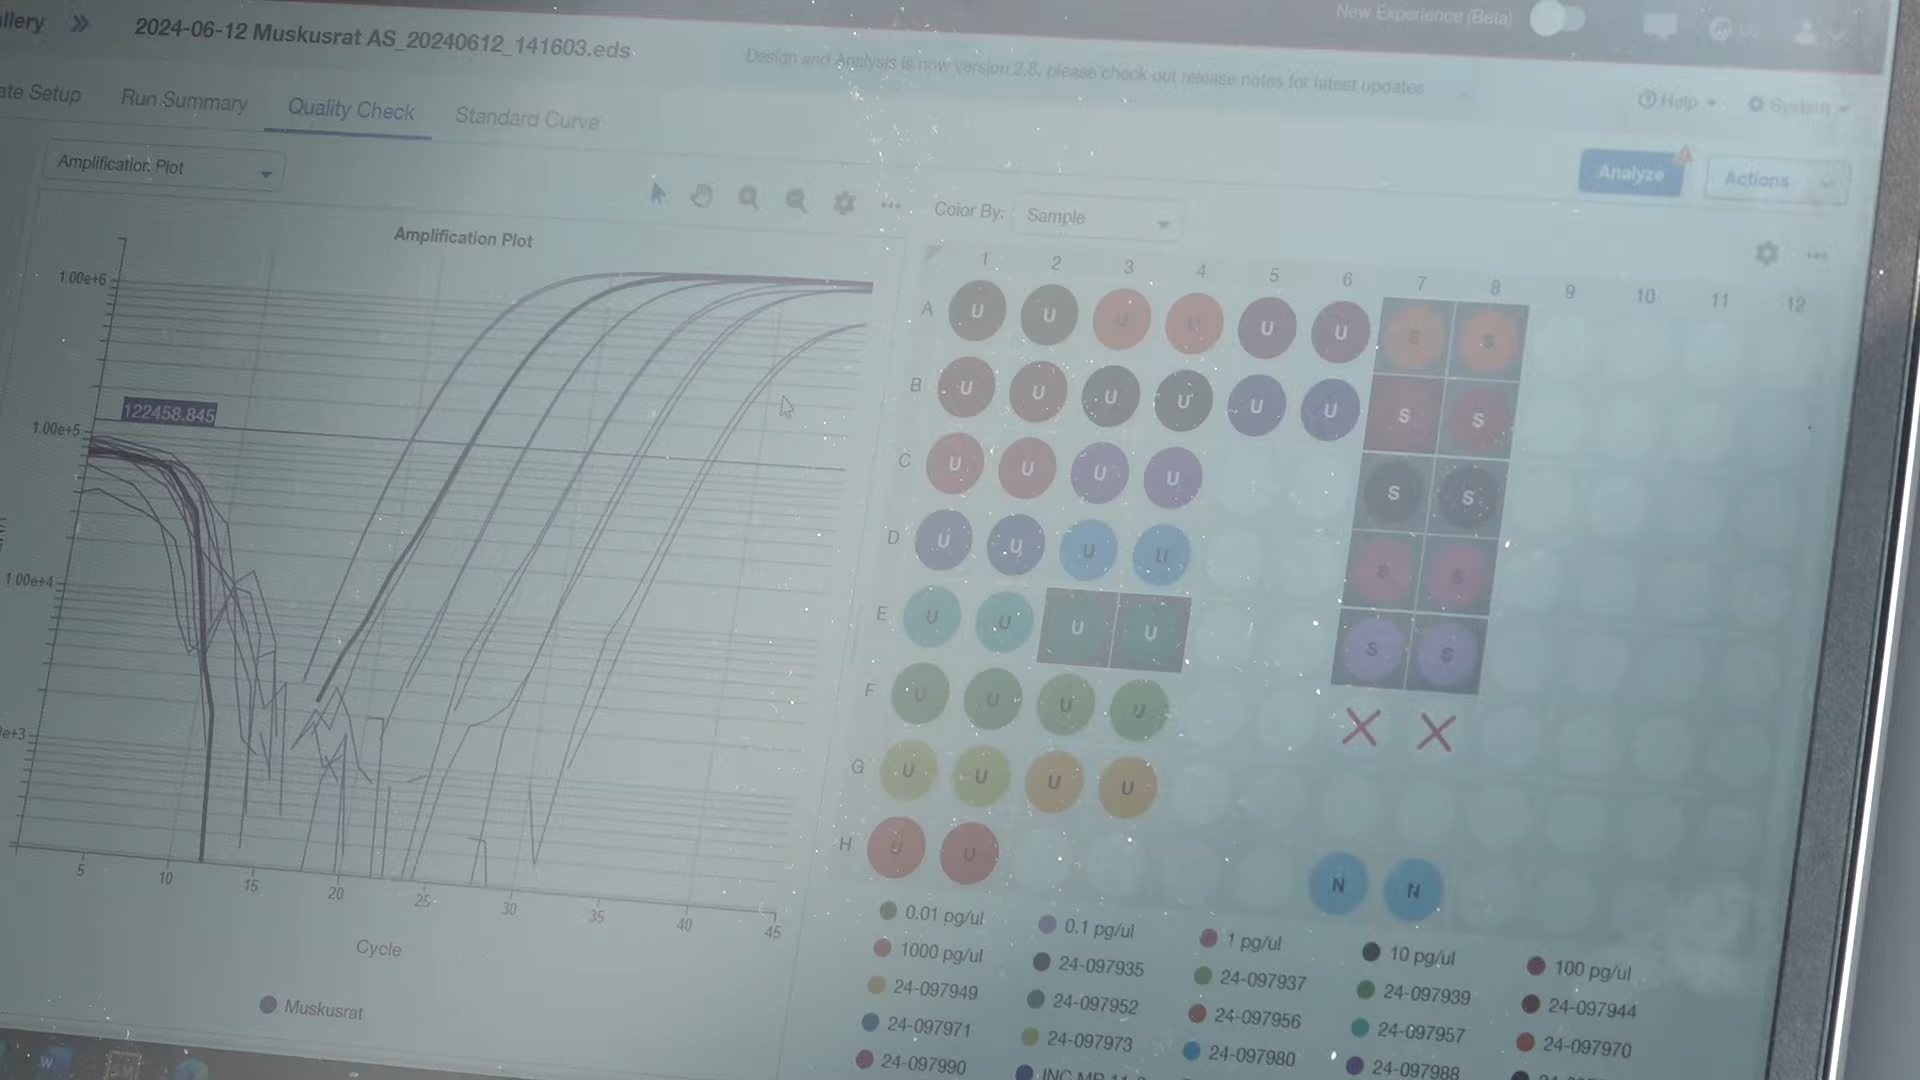 llery » 2024-06-12 Muskusrat AS_20240612_141603.eds
New Experience (Beta)
Design and Analysis is now version 2.8, please check out release notes for latest updates
ate Setup Run Summary Quality Check Standard Curve
Help System
Amplification Plot
Analyze Actions
Color By: Sample
Amplification Plot
1.00e+6
122458.845
1.00e+5
1.00e+4
e+3
5 10 15 20 25 30 35 40 45
Cycle
Muskusrat
1 2 3 4 5 6 7 8 9 10 11 12
A U U U U U U S S
B U U U U U U S S
C U U U U S S
D U U U U S S
E U U U U S S
F U U U U
G U U U U
H U U N N
0.01 pg/ul 0.1 pg/ul 1 pg/ul 10 pg/ul 100 pg/ul
1000 pg/ul 24-097935 24-097937 24-097939 24-097944
24-097949 24-097952 24-097956 24-097957 24-097970
24-097971 24-097973 24-097980 24-097988
24-097990
W